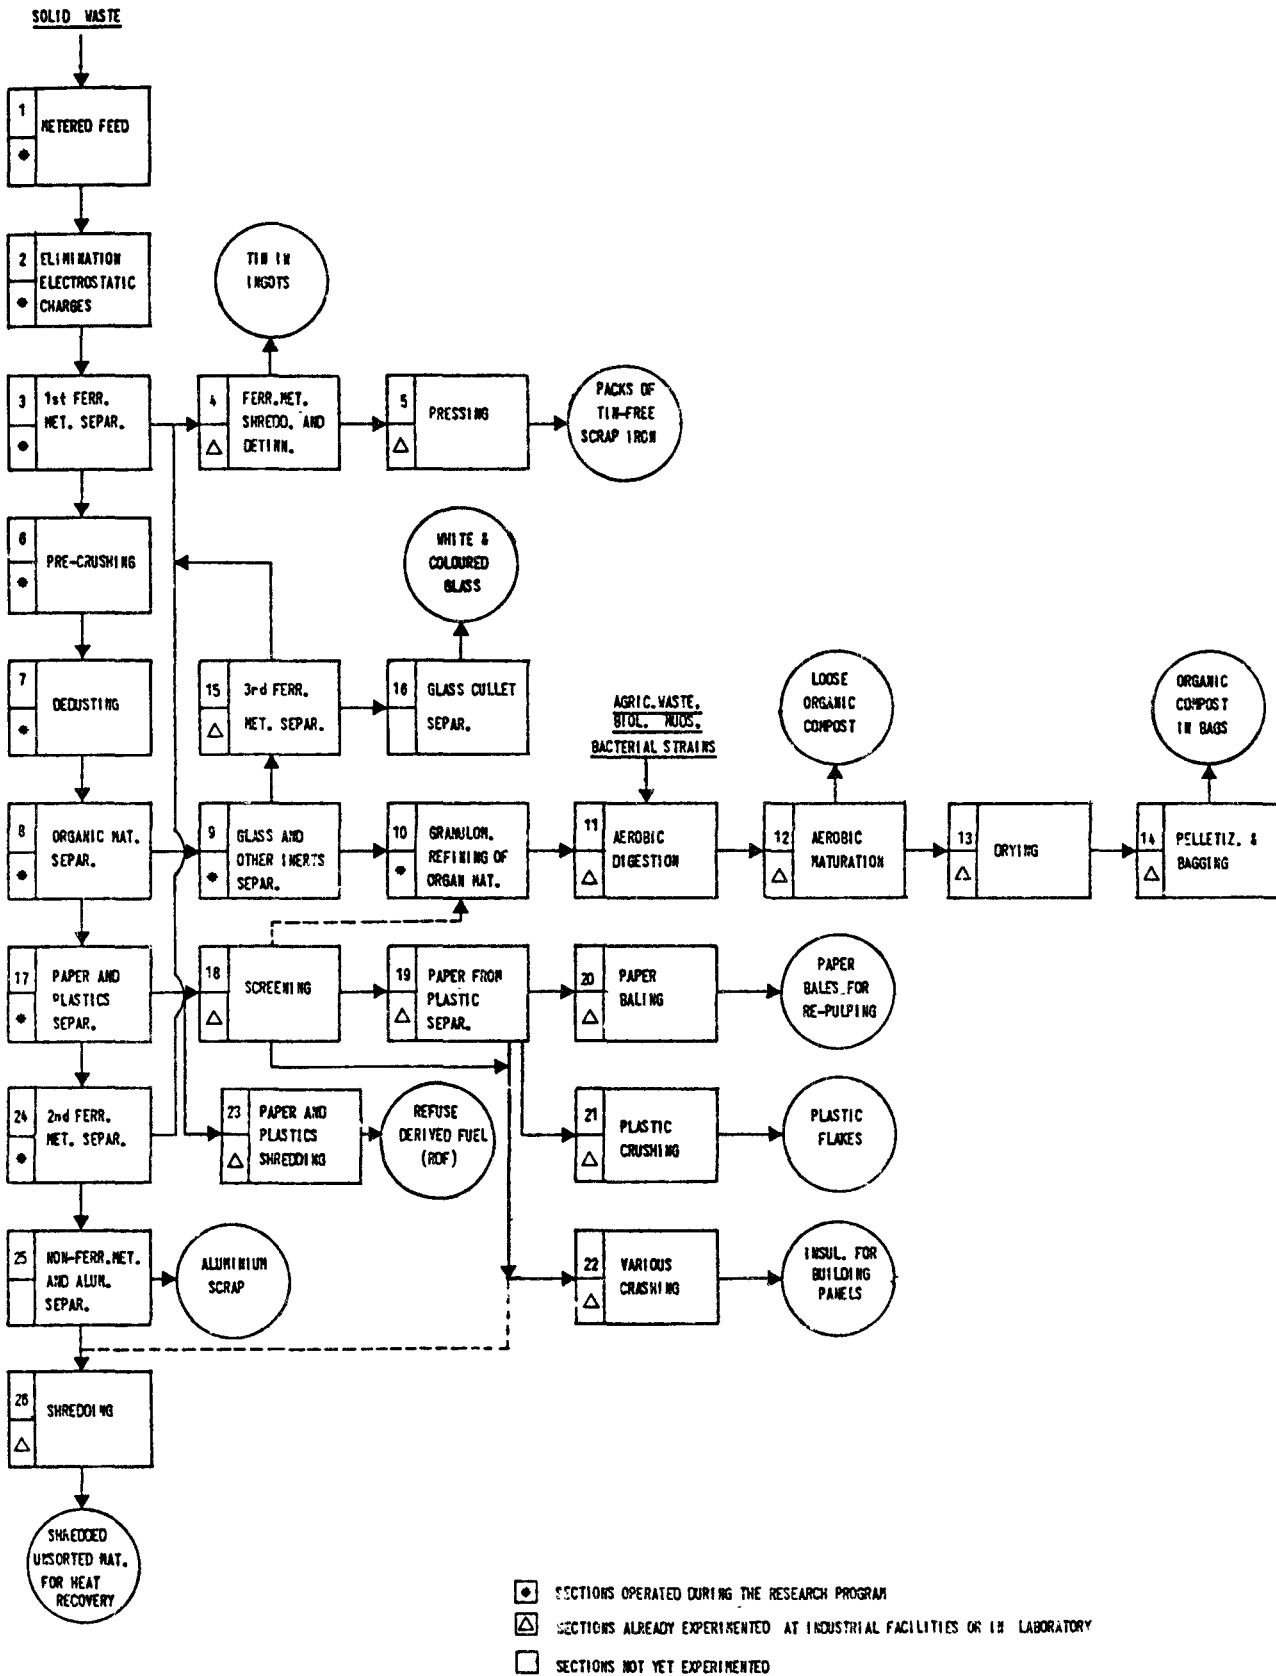 SOLID WASTE
1
METERED FEED
2
ELIMINATION
ELECTROSTATIC
CHARGES
TIN IN
INGOTS
3
1st FERR.
MET. SEPAR.
4
FERR.MET.
SHREDD. AND
DETINN.
5
PRESSING
PACKS OF
TIN-FREE
SCRAP IRON
6
PRE-CRUSHING
WHITE &
COLOURED
GLASS
7
DEDUSTING
15
3rd FERR.
MET. SEPAR.
16
GLASS CULLET
SEPAR.
AGRIC.WASTE,
BIOL. MUDS.
BACTERIAL STRAINS
LOOSE
ORGANIC
COMPOST
ORGANIC
COMPOST
IN BAGS
8
ORGANIC MAT.
SEPAR.
9
GLASS AND
OTHER INERTS
SEPAR.
10
GRANULOM.
REFINING OF
ORGAN MAT.
11
AEROBIC
DIGESTION
12
AEROBIC
MATURATION
13
DRYING
14
PELLETIZ. &
BAGGING
17
PAPER AND
PLASTICS
SEPAR.
18
SCREENING
19
PAPER FROM
PLASTIC
SEPAR.
20
PAPER
BALING
PAPER
BALES FOR
RE-PULPING
24
2nd FERR.
MET. SEPAR.
23
PAPER AND
PLASTICS
SHREDDING
REFUSE
DERIVED FUEL
(RDF)
21
PLASTIC
CRUSHING
PLASTIC
FLAKES
25
NON-FERR.MET.
AND ALUM.
SEPAR.
ALUMINIUM
SCRAP
22
VARIOUS
CRASHING
INSUL. FOR
BUILDING
PANELS
26
SHREDDING
SHREDDED
UNSORTED MAT.
FOR HEAT
RECOVERY
SECTIONS OPERATED DURING THE RESEARCH PROGRAM
SECTIONS ALREADY EXPERIMENTED AT INDUSTRIAL FACILITIES OR IN LABORATORY
SECTIONS NOT YET EXPERIMENTED